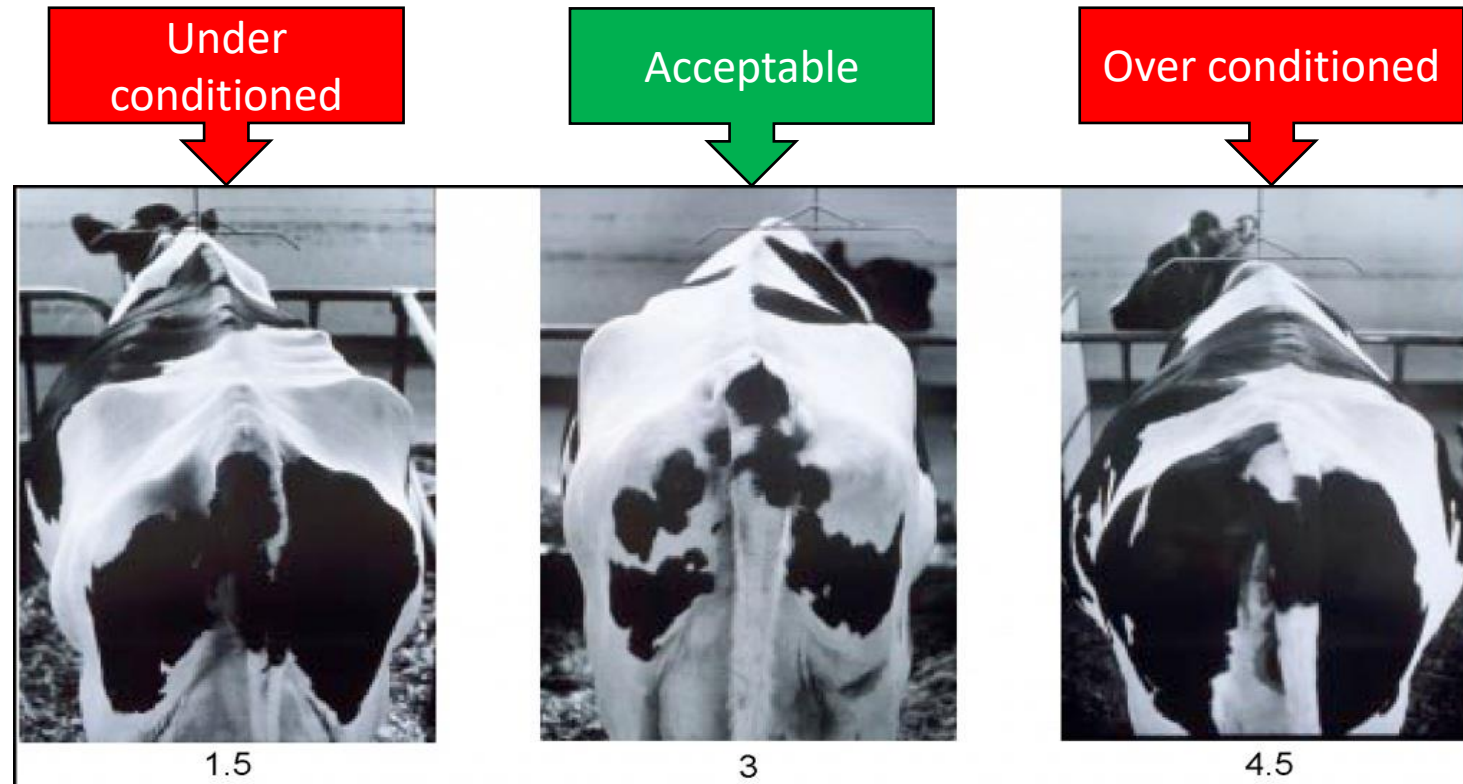 Under
conditioned
Acceptable
Over conditioned
1.5
3
4.5